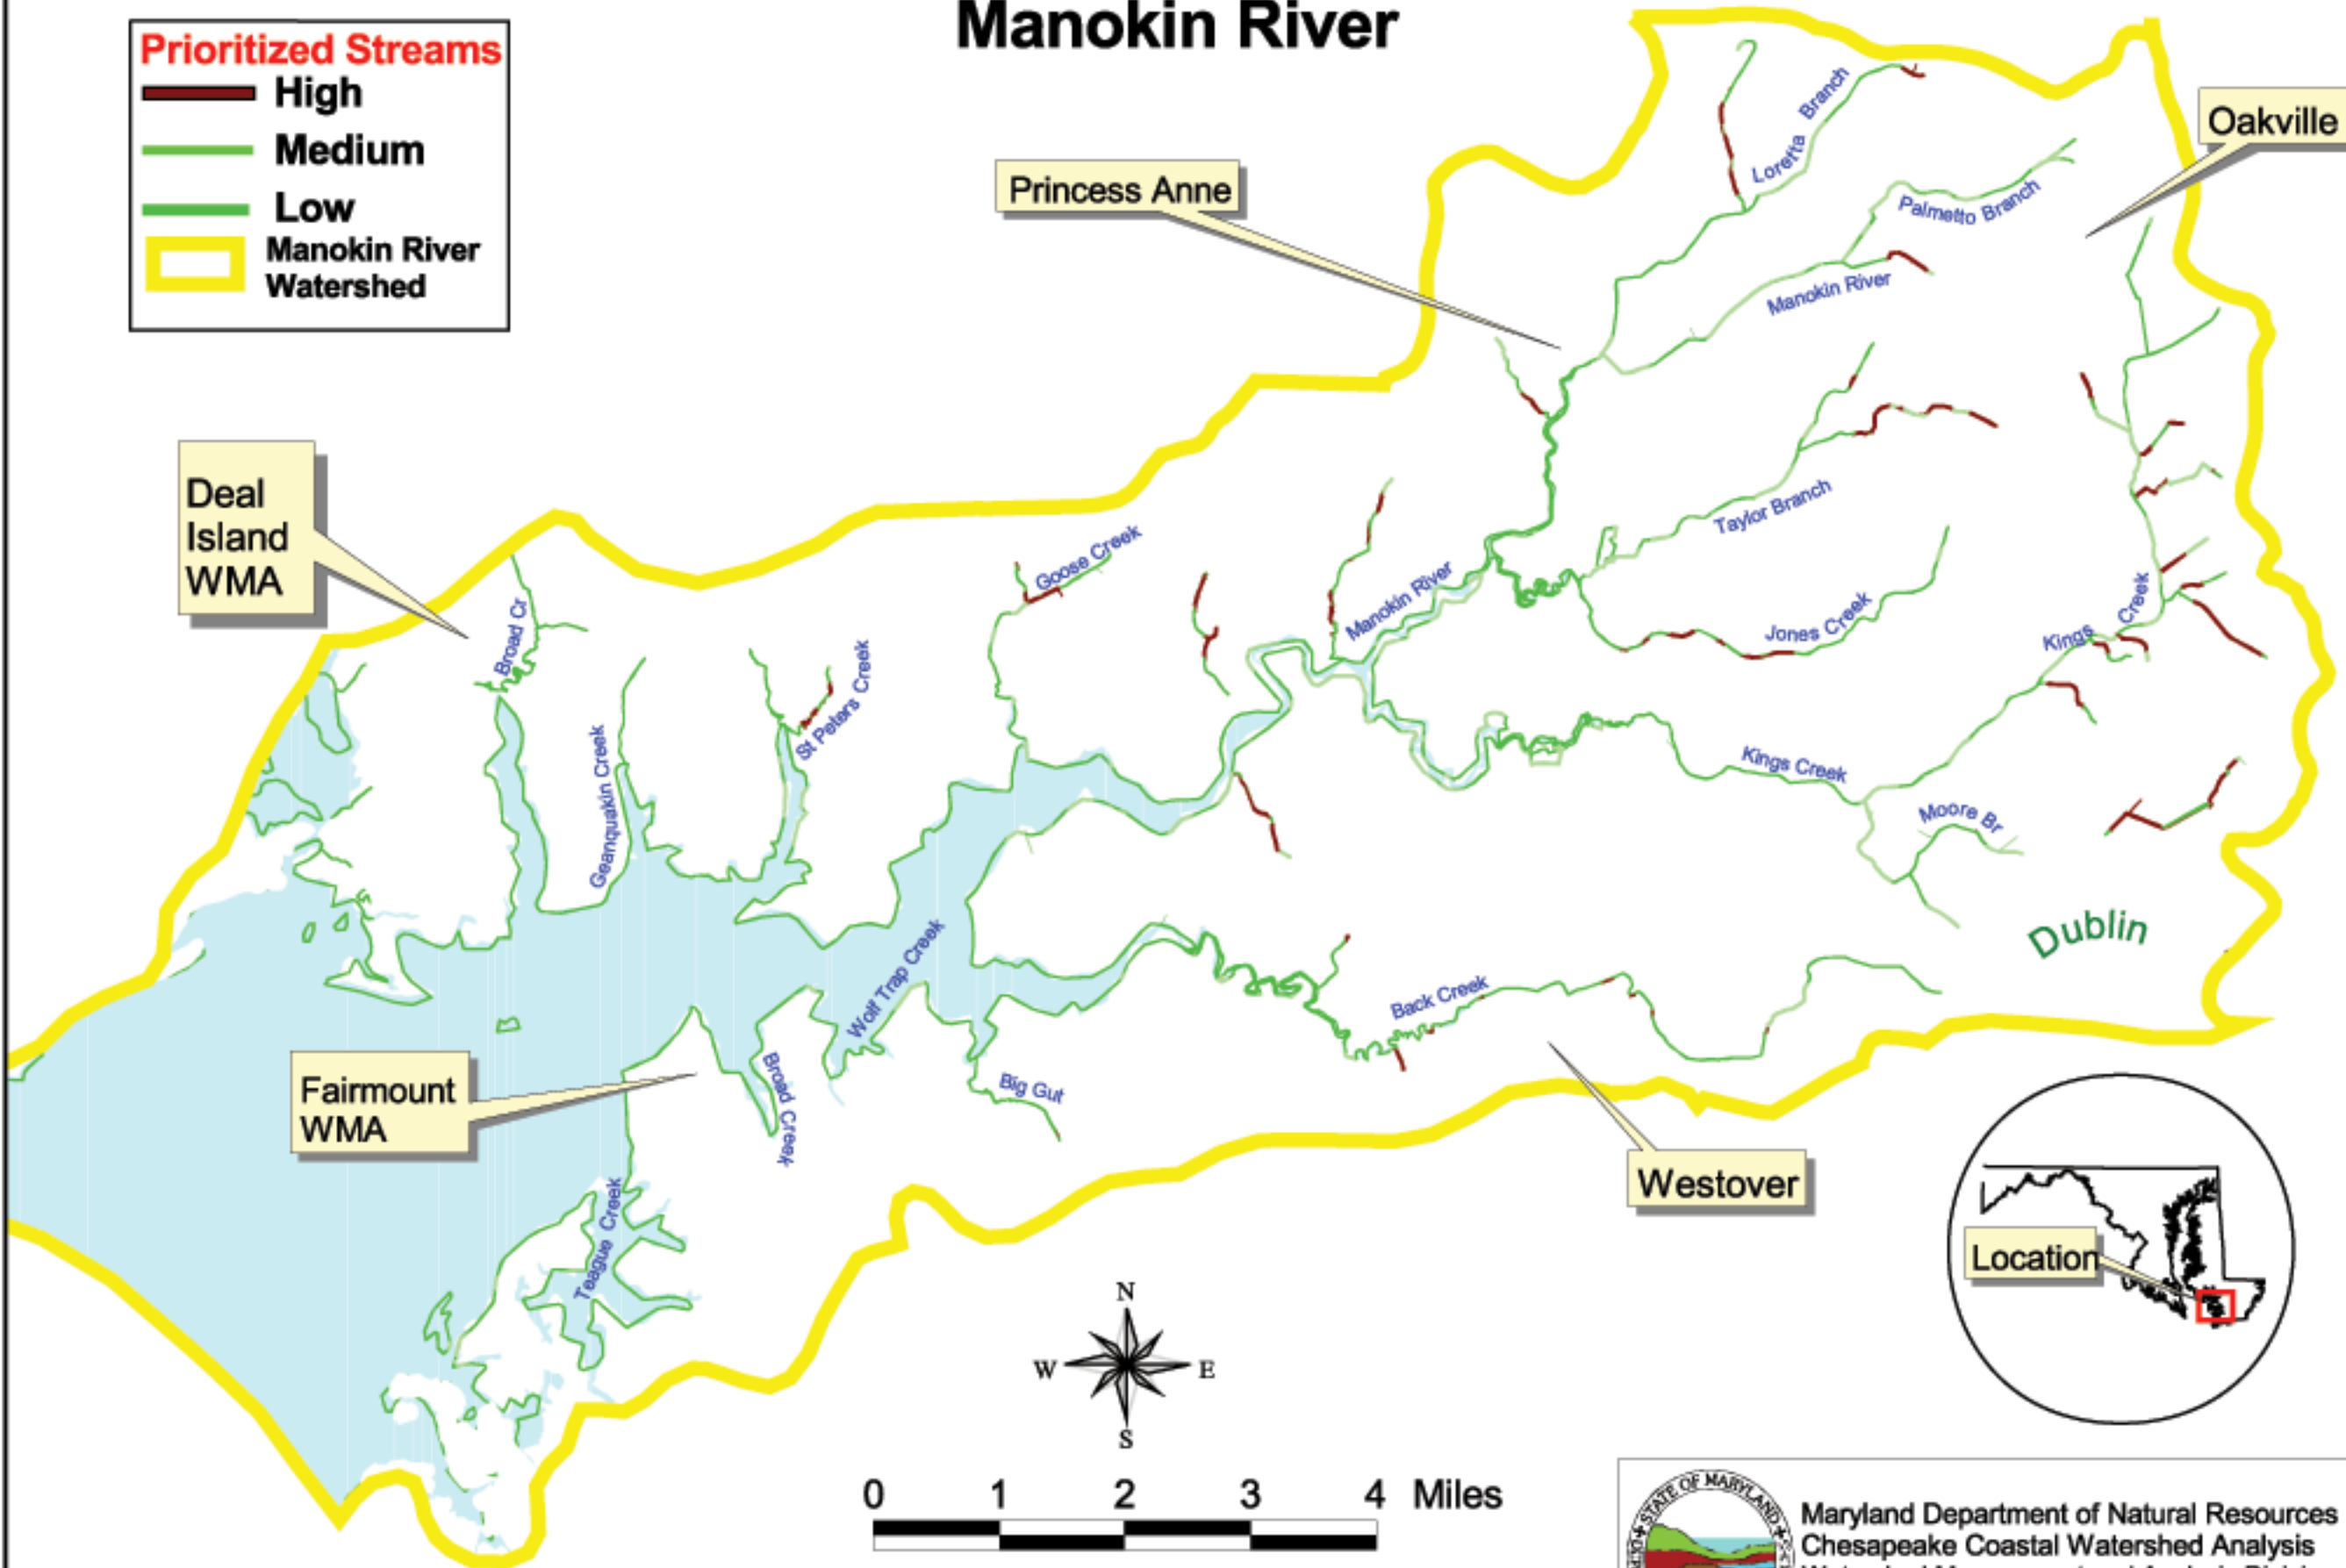 Manokin River
Prioritized Streams
High
Medium
Low
Manokin River
Watershed
Princess Anne
Oakville
Loretta Branch
Palmetto Branch
Manokin River
Deal
Island
WMA
Taylor Branch
Goose Creek
Manokin River
Jones Creek
Kings Creek
Broad Cr
St Peters Creek
Geanquakin Creek
Kings Creek
Moore Br
Dublin
Wolf Trap Creek
Back Creek
Fairmount
WMA
Broad Creek
Big Gut
Westover
Teague Creek
Location
N
W E
S
0 1 2 3 4 Miles
STATE OF MARYLAND
Maryland Department of Natural Resources
Chesapeake Coastal Watershed Analysis